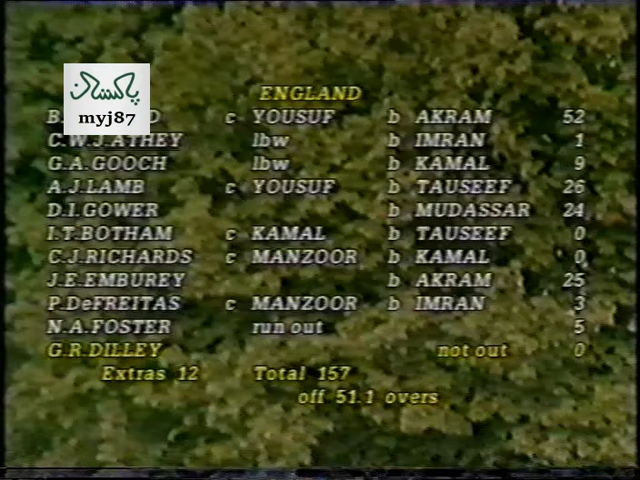 پاکستان
myj87
ENGLAND
B. D c YOUSUF b AKRAM 52
C.W.J.ATHEY lbw b IMRAN 1
G.A.GOOCH lbw b KAMAL 9
A.J.LAMB c YOUSUF b TAUSEEF 26
D.I.GOWER b MUDASSAR 24
I.T.BOTHAM c KAMAL b TAUSEEF 0
C.J.RICHARDS c MANZOOR b KAMAL 0
J.E.EMBUREY b AKRAM 25
P.DeFREITAS c MANZOOR b IMRAN 3
N.A.FOSTER run out 5
G.R.DILLEY not out 0
Extras 12 Total 157
off 51.1 overs